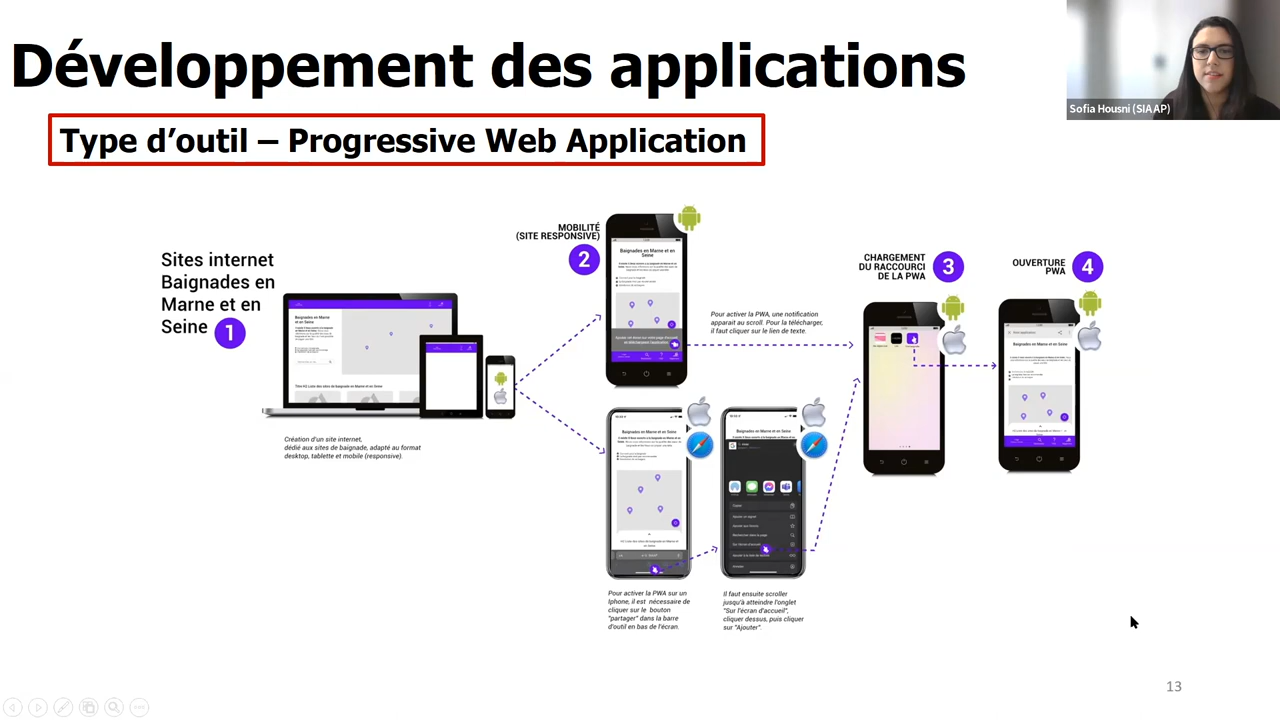 Développement des applications
Type d’outil – Progressive Web Application
Sofia Housni (SIAAP)
Sites internet
Baignades en
Marne et en
Seine 1
Création d'un site internet,
dédié aux sites de baignade, adapté au format
desktop, tablette et mobile (responsive).
MOBILITÉ
(SITE RESPONSIVE)
2
Baignades en Marne et en
Seine
Pour activer la PWA, une notification
apparait au scroll. Pour la télécharger,
il faut cliquer sur le lien de texte.
Baignades en Marne et en
Seine
Pour activer la PWA sur un
Iphone, il est nécessaire de
cliquer sur le bouton
"partager" dans la barre
d'outil en bas de l'écran.
Il faut ensuite scroller
jusqu'à atteindre l'onglet
"Sur l'écran d'accueil",
cliquer dessus, puis cliquer
sur "Ajouter".
CHARGEMENT
DU RACCOURCI
DE LA PWA
3
OUVERTURE
PWA
4
Baignades en Marne et en
Seine
13